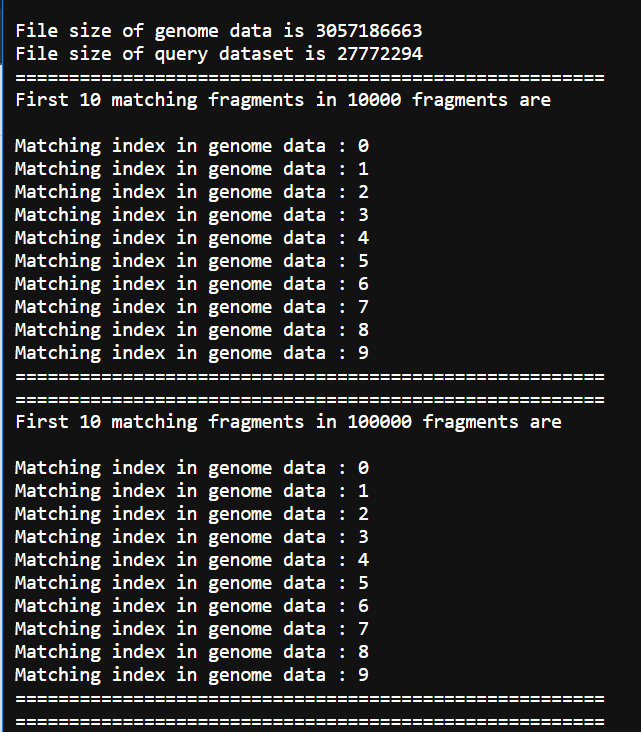 File size of genome data is 3057186663
File size of query dataset is 27772294
=======================================================
First 10 matching fragments in 10000 fragments are
Matching index in genome data : 0
Matching index in genome data : 1
Matching index in genome data : 2
Matching index in genome data : 3
Matching index in genome data : 4
Matching index in genome data : 5
Matching index in genome data : 6
Matching index in genome data : 7
Matching index in genome data : 8
Matching index in genome data : 9
=======================================================
=======================================================
First 10 matching fragments in 100000 fragments are
Matching index in genome data : 0
Matching index in genome data : 1
Matching index in genome data : 2
Matching index in genome data : 3
Matching index in genome data : 4
Matching index in genome data : 5
Matching index in genome data : 6
Matching index in genome data : 7
Matching index in genome data : 8
Matching index in genome data : 9
=======================================================
=======================================================